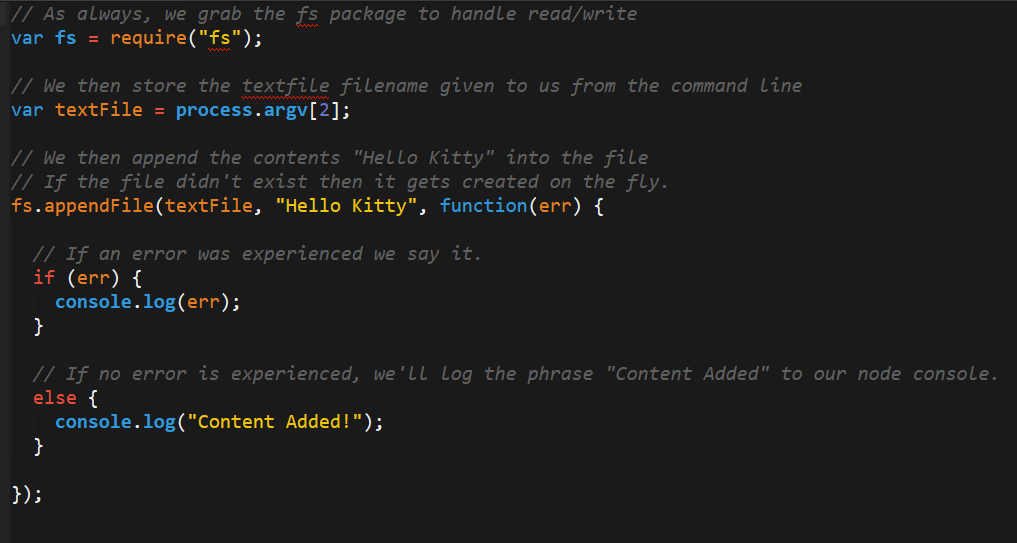 // As always, we grab the fs package to handle read/write
var fs = require("fs");
// We then store the textfile filename given to us from the command line
var textFile = process.argv[2];
// We then append the contents "Hello Kitty" into the file
// If the file didn't exist then it gets created on the fly.
fs.appendFile(textFile, "Hello Kitty", function(err) {
// If an error was experienced we say it.
if (err) {
console.log(err);
}
// If no error is experienced, we'll log the phrase "Content Added" to our node console.
else {
console.log("Content Added!");
}
});